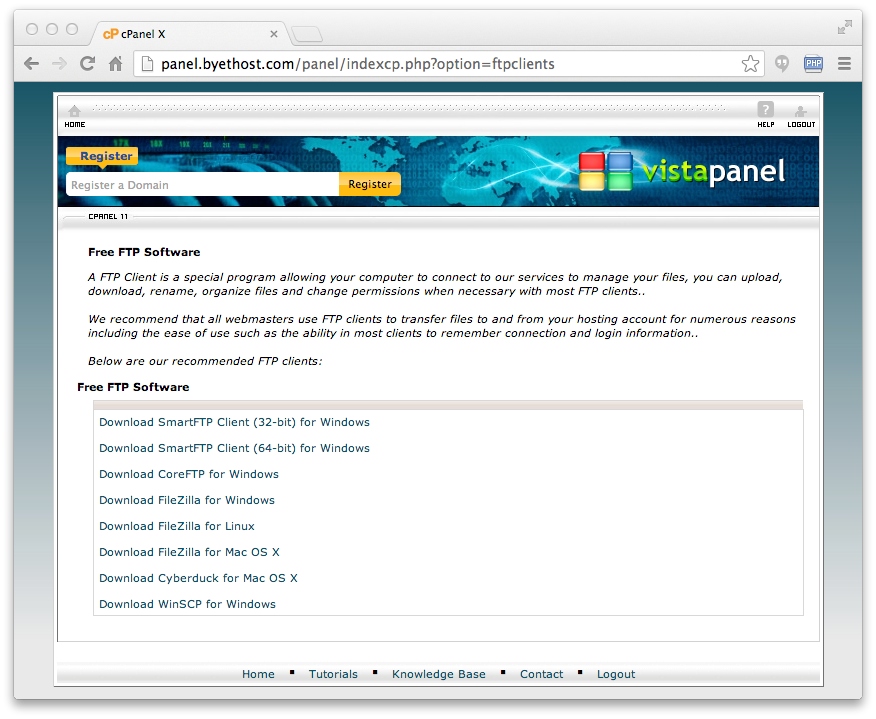 cP cPanel X
panel.byethost.com/panel/indexcp.php?option=ftpclients
PHP
HOME
?
HELP
LOGOUT
17X 18X 18X 20X
Register
Register a Domain
Register
vistapanel
CPANEL 11
Free FTP Software
A FTP Client is a special program allowing your computer to connect to our services to manage your files, you can upload,
download, rename, organize files and change permissions when necessary with most FTP clients..
We recommend that all webmasters use FTP clients to transfer files to and from your hosting account for numerous reasons
including the ease of use such as the ability in most clients to remember connection and login information..
Below are our recommended FTP clients:
Free FTP Software
Download SmartFTP Client (32-bit) for Windows
Download SmartFTP Client (64-bit) for Windows
Download CoreFTP for Windows
Download FileZilla for Windows
Download FileZilla for Linux
Download FileZilla for Mac OS X
Download Cyberduck for Mac OS X
Download WinSCP for Windows
Home ▪ Tutorials ▪ Knowledge Base ▪ Contact ▪ Logout